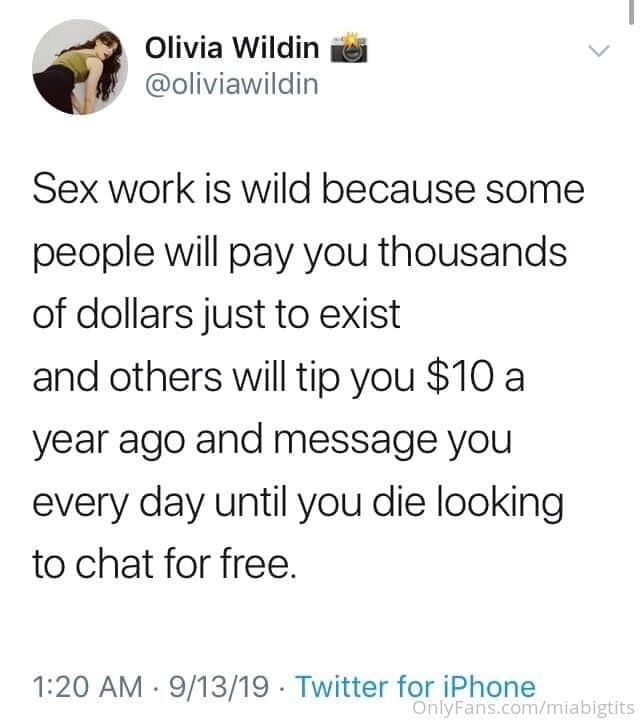 Olivia Wildin 📸
@oliviawildin
Sex work is wild because some
people will pay you thousands
of dollars just to exist
and others will tip you $10 a
year ago and message you
every day until you die looking
to chat for free.
1:20 AM · 9/13/19 · Twitter for iPhone
OnlyFans.com/miabigtits